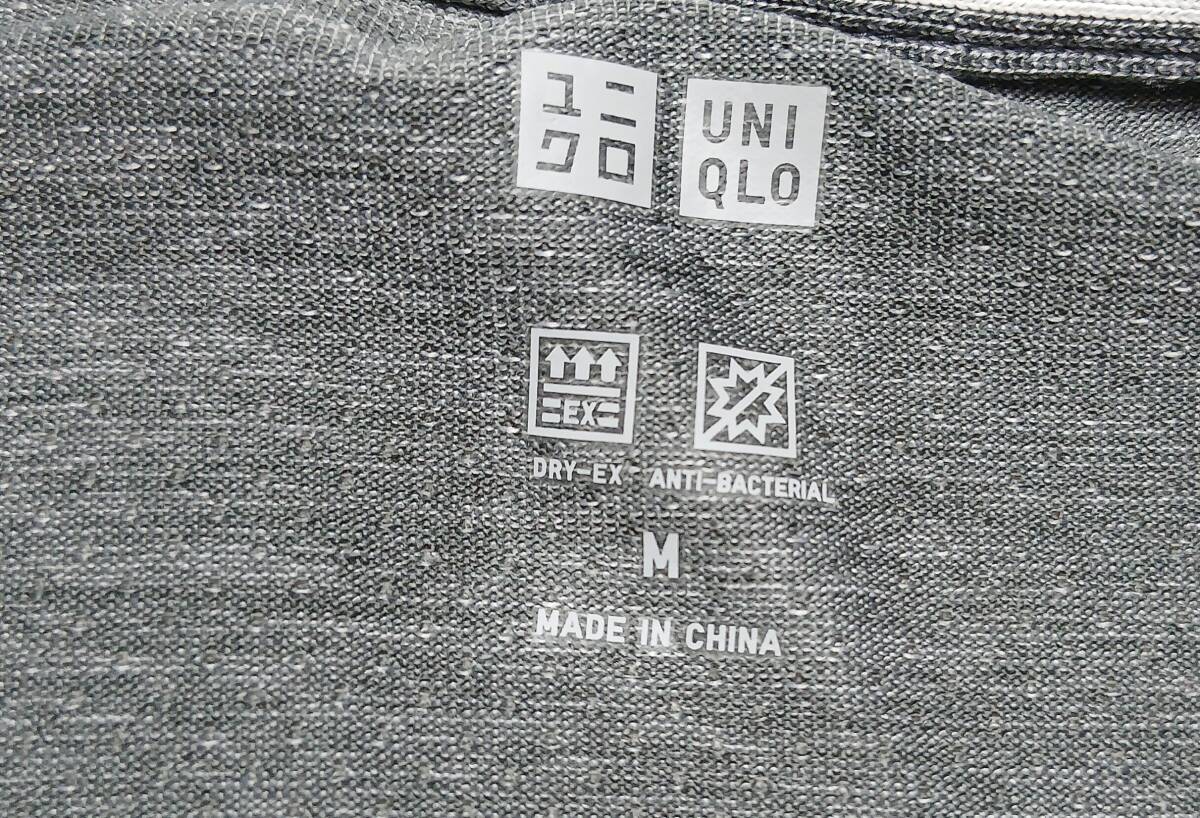 ユニ
クロ
UNI
QLO
EX
DRY-EX ANTI-BACTERIAL
M
MADE IN CHINA